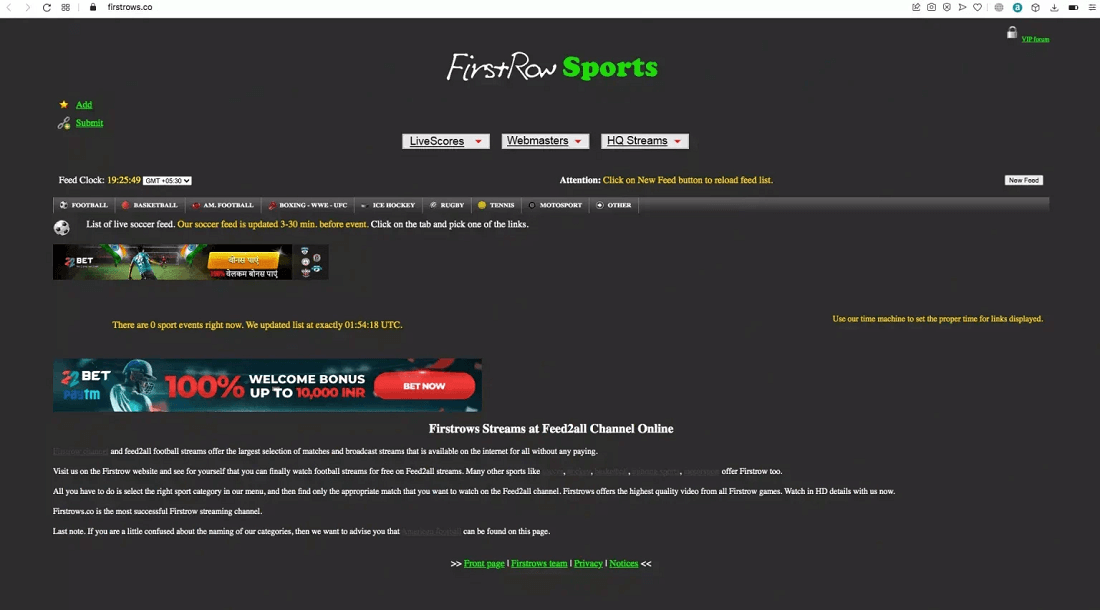 firstrows.co
VIP forum
FirstRow Sports
Add
Submit
LiveScores Webmasters HQ Streams
Feed Clock: 19:25:49 GMT +05:30 Attention: Click on New Feed button to reload feed list. New Feed
FOOTBALL BASKETBALL AM. FOOTBALL BOXING - WWE - UFC ICE HOCKEY RUGBY TENNIS MOTOSPORT OTHER
List of live soccer feed. Our soccer feed is updated 3-30 min. before event. Click on the tab and pick one of the links.
22 BET बोनस पाएं
100% वेलकम बोनस पाएं
Use our time machine to set the proper time for links displayed.
There are 0 sport events right now. We updated list at exactly 01:54:18 UTC.
22 BET paytm 100% WELCOME BONUS
UP TO 10,000 INR BET NOW
Firstrows Streams at Feed2all Channel Online
and feed2all football streams offer the largest selection of matches and broadcast streams that is available on the internet for all without any paying.
Visit us on the Firstrow website and see for yourself that you can finally watch football streams for free on Feed2all streams. Many other sports like , , , , offer Firstrow too.
All you have to do is select the right sport category in our menu, and then find only the appropriate match that you want to watch on the Feed2all channel. Firstrows offers the highest quality video from all Firstrow games. Watch in HD details with us now.
Firstrows.co is the most successful Firstrow streaming channel.
Last note. If you are a little confused about the naming of our categories, then we want to advise you that can be found on this page.
>> Front page | Firstrows team | Privacy | Notices <<